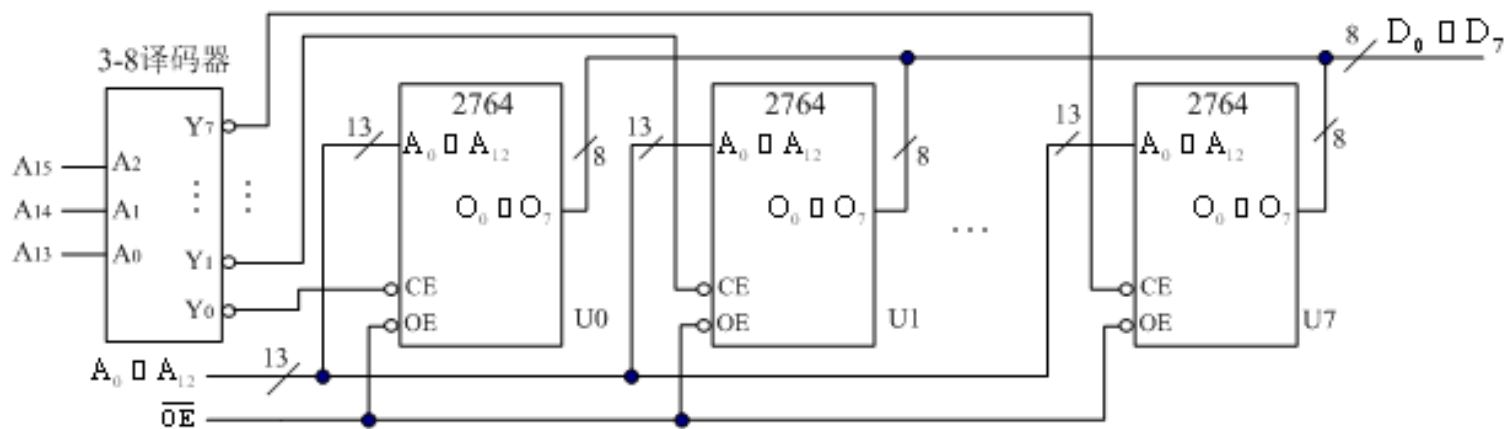 8 D₀ ▯ D₇
3-8译码器
2764 2764 2764
Y7 13 A₀ ▯ A₁₂ 8 13 A₀ ▯ A₁₂ 8 13 A₀ ▯ A₁₂ 8
A15 A2
A14 A1 O₀ ▯ O₇ O₀ ▯ O₇ … O₀ ▯ O₇
A13 A0 Y1
Y0 CE CE CE
OE U0 OE U1 OE U7
A₀ ▯ A₁₂ 13
O̅E̅